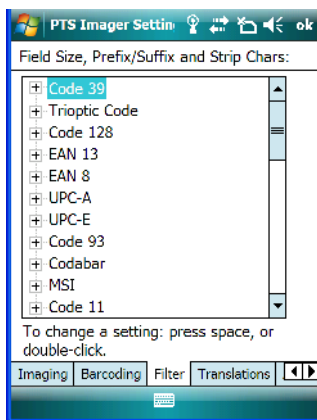 PTS Imager Settin
ok
Field Size, Prefix/Suffix and Strip Chars:
Code 39
Trioptic Code
Code 128
EAN 13
EAN 8
UPC-A
UPC-E
Code 93
Codabar
MSI
Code 11
To change a setting: press space, or
double-click.
Imaging Barcoding Filter Translations